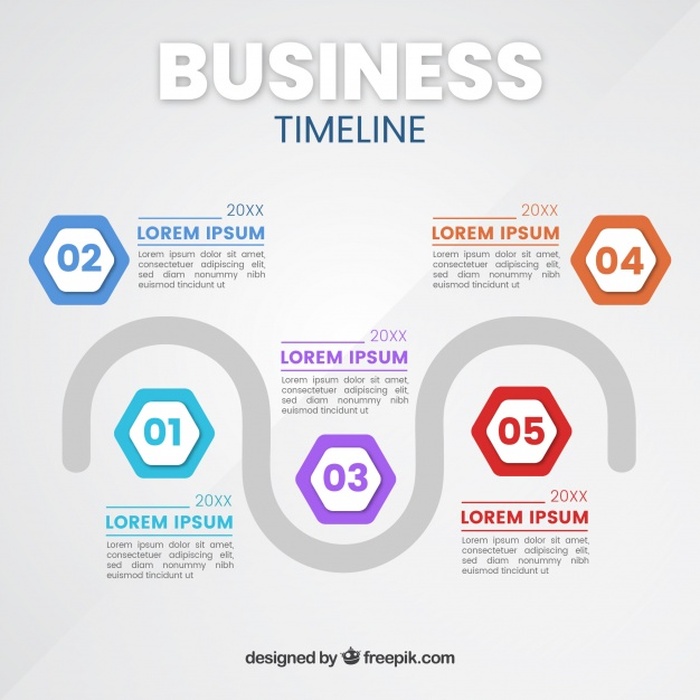 BUSINESS
TIMELINE
01
20XX
LOREM IPSUM
Lorem ipsum dolor sit amet,
consectetuer adipiscing elit,
sed diam nonummy nibh
euismod tincidunt ut
02
20XX
LOREM IPSUM
Lorem ipsum dolor sit amet,
consectetuer adipiscing elit,
sed diam nonummy nibh
euismod tincidunt ut
20XX
LOREM IPSUM
Lorem ipsum dolor sit amet,
consectetuer adipiscing elit,
sed diam nonummy nibh
euismod tincidunt ut
03
20XX
LOREM IPSUM
Lorem ipsum dolor sit amet,
consectetuer adipiscing elit,
sed diam nonummy nibh
euismod tincidunt ut
04
05
20XX
LOREM IPSUM
Lorem ipsum dolor sit amet,
consectetuer adipiscing elit,
sed diam nonummy nibh
euismod tincidunt ut
designed by freepik.com